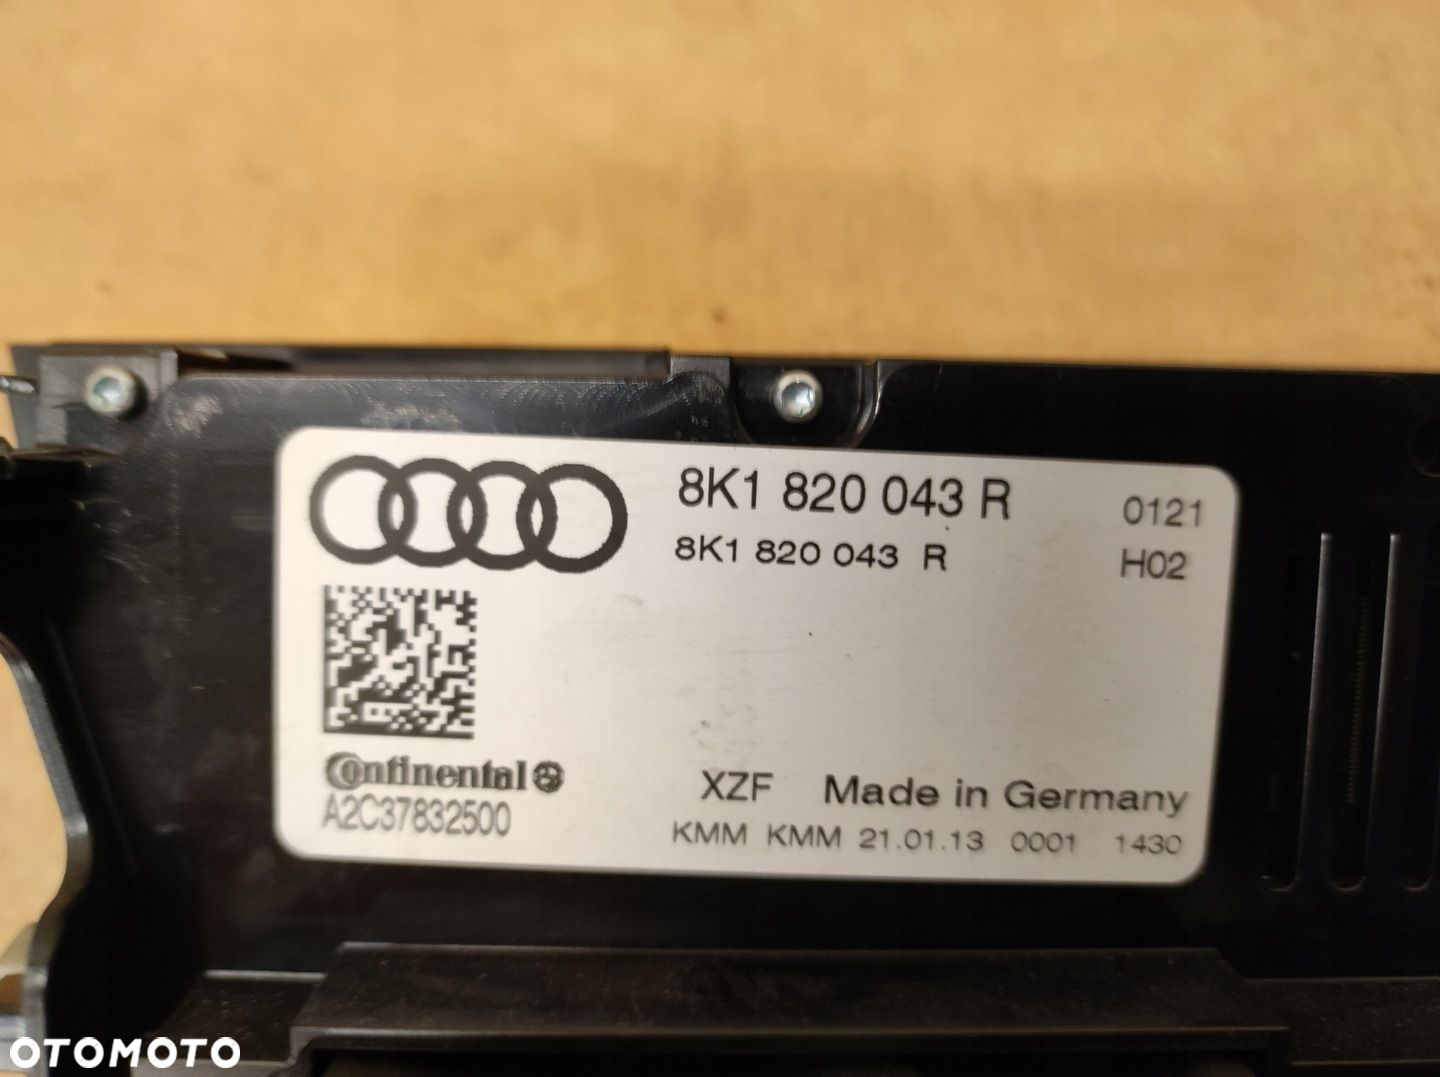 8K1 820 043 R 0121
8K1 820 043 R H02
Continental
A2C37832500
XZF Made in Germany
KMM KMM 21.01.13 0001 1430
OTOMOTO